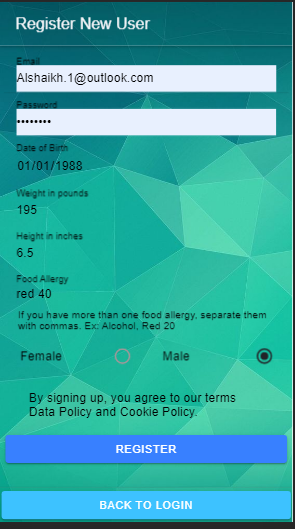 Register New User
Email
Alshaikh.1@outlook.com
Password
••••••••
Date of Birth
01/01/1988
Weight in pounds
195
Height in inches
6.5
Food Allergy
red 40
If you have more than one food allergy, separate them
with commas. Ex: Alcohol, Red 20
Female Male
By signing up, you agree to our terms
Data Policy and Cookie Policy.
REGISTER
BACK TO LOGIN